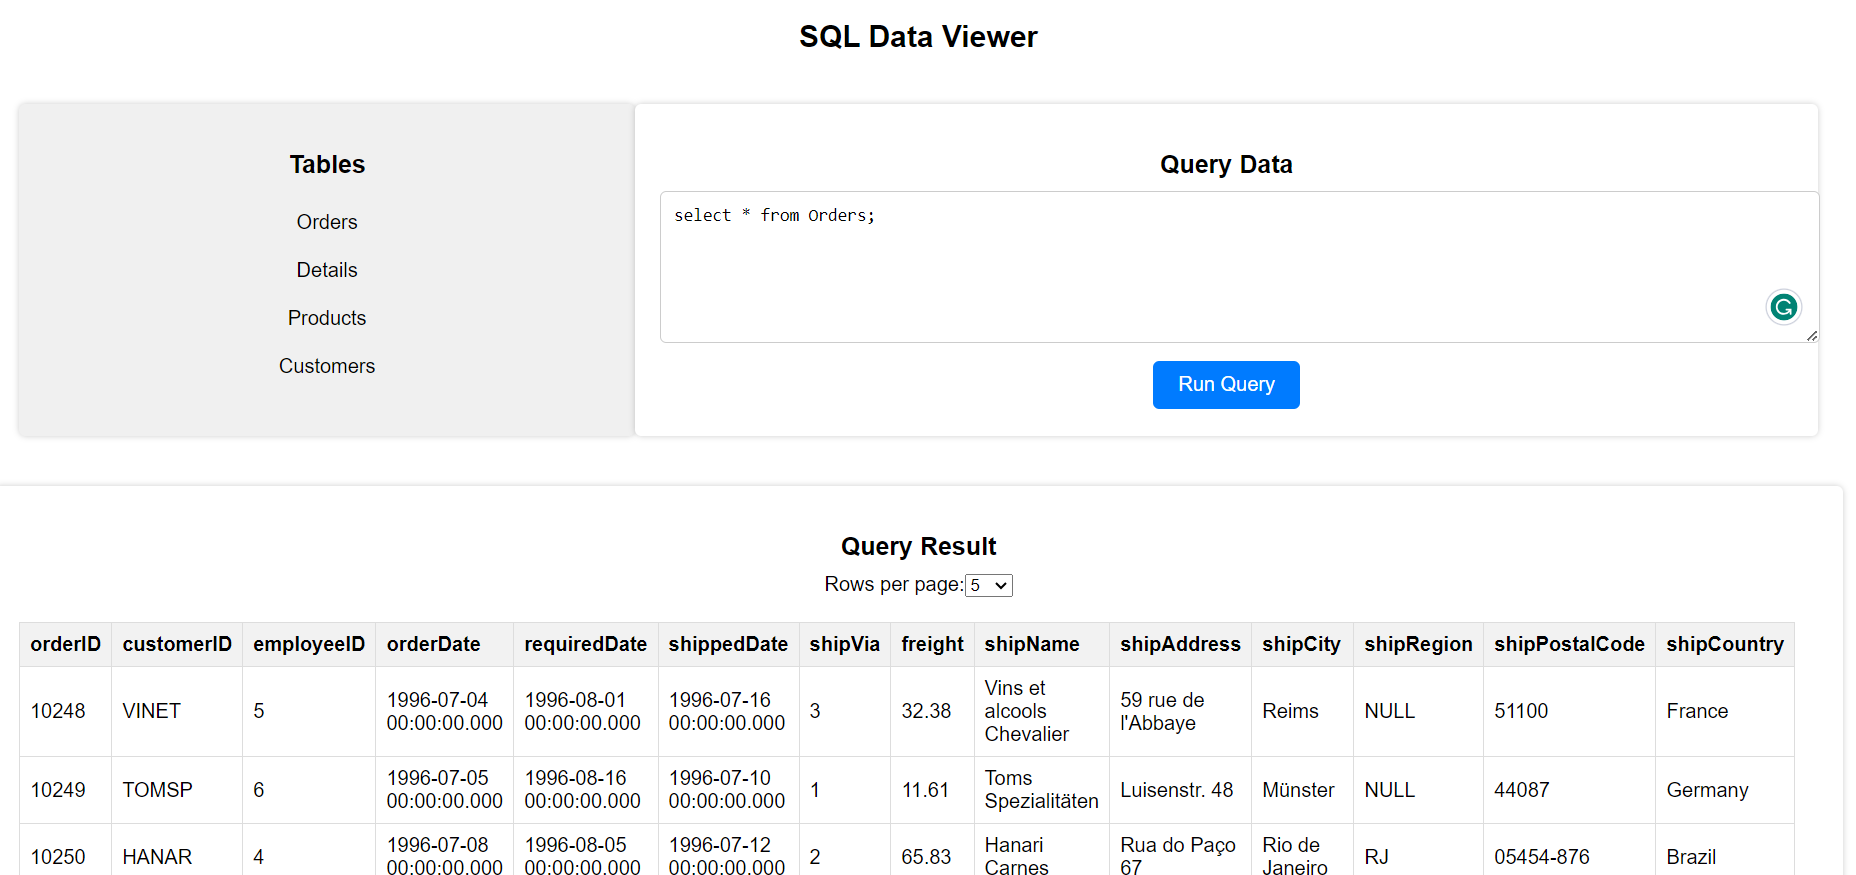 SQL Data Viewer
Tables
Orders
Details
Products
Customers
Query Data
select * from Orders;
Run Query
Query Result
Rows per page: 5
orderID customerID employeeID orderDate requiredDate shippedDate shipVia freight shipName shipAddress shipCity shipRegion shipPostalCode shipCountry
10248 VINET 5 1996-07-04 00:00:00.000 1996-08-01 00:00:00.000 1996-07-16 00:00:00.000 3 32.38 Vins et alcools Chevalier 59 rue de l'Abbaye Reims NULL 51100 France
10249 TOMSP 6 1996-07-05 00:00:00.000 1996-08-16 00:00:00.000 1996-07-10 00:00:00.000 1 11.61 Toms Spezialitäten Luisenstr. 48 Münster NULL 44087 Germany
10250 HANAR 4 1996-07-08 00:00:00.000 1996-08-05 00:00:00.000 1996-07-12 00:00:00.000 2 65.83 Hanari Carnes Rua do Paço 67 Rio de Janeiro RJ 05454-876 Brazil